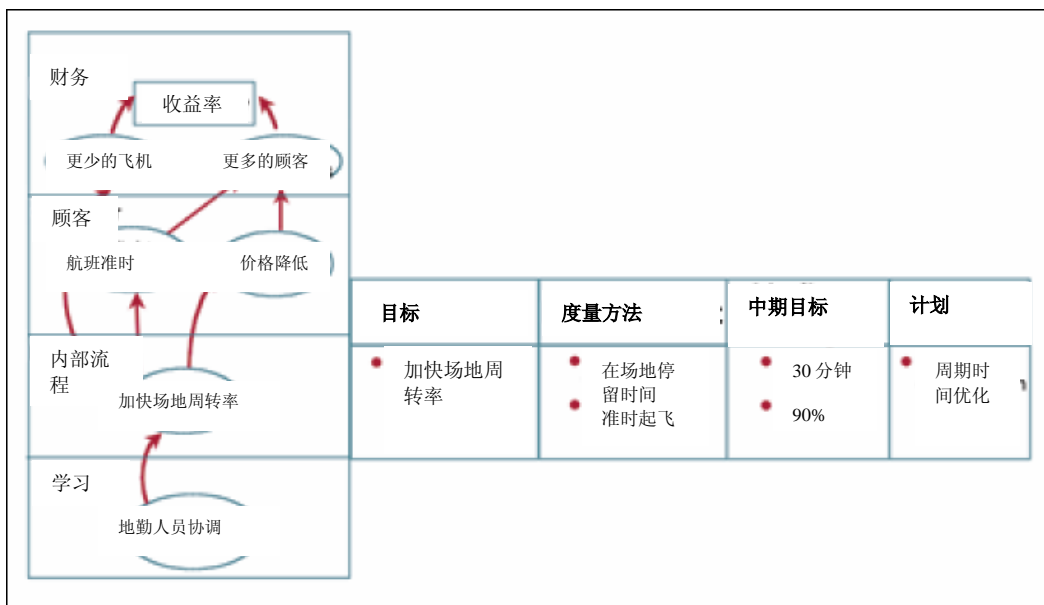 财务
收益率
更少的飞机
更多的顾客
顾客
航班准时
价格降低
内部流
程
加快场地周转率
学习
地勤人员协调
目标
度量方法
中期目标
计划
加快场地周
转率
在场地停
留时间
准时起飞
30 分钟
90%
周期时
间优化